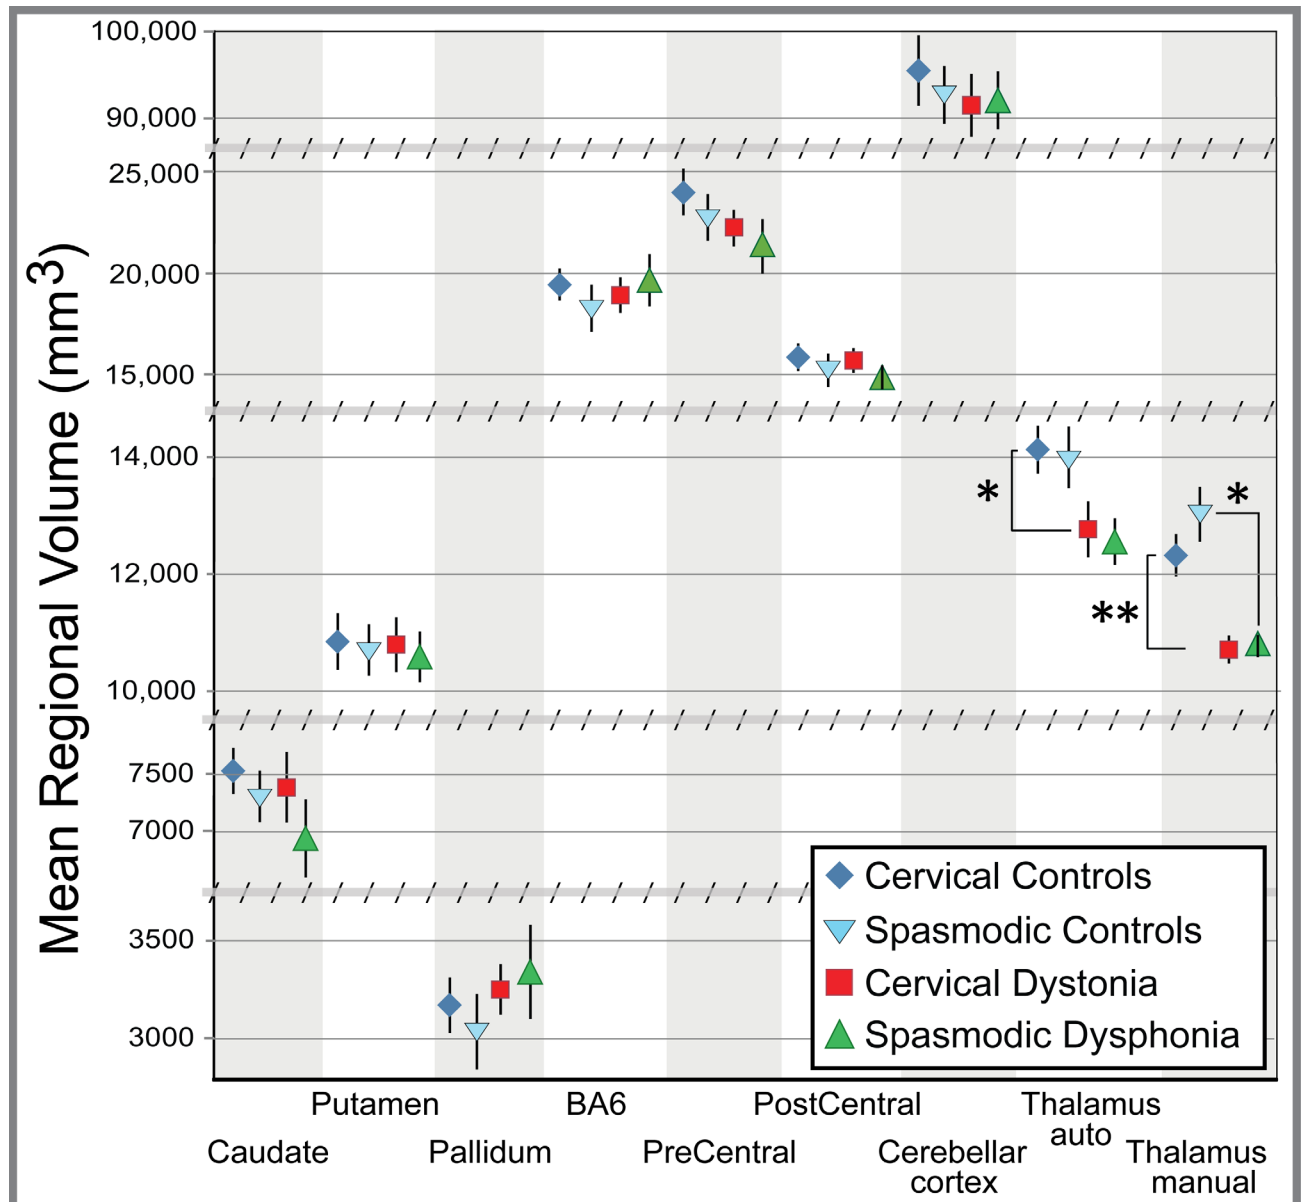 Mean Regional Volume (mm3)
100,000
90,000
25,000
20,000
15,000
14,000
12,000
10,000
7500
7000
3500
3000
*
**
*
Cervical Controls
Spasmodic Controls
Cervical Dystonia
Spasmodic Dysphonia
Caudate
Putamen
Pallidum
BA6
PreCentral
PostCentral
Cerebellar
cortex
Thalamus
auto
Thalamus
manual